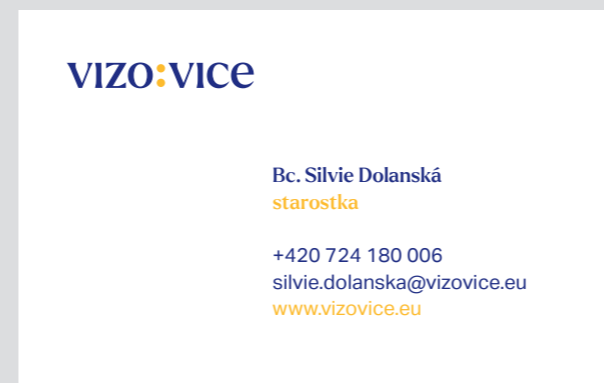 VIZO:VICe
Bc. Silvie Dolanská
starostka
+420 724 180 006
silvie.dolanska@vizovice.eu
www.vizovice.eu